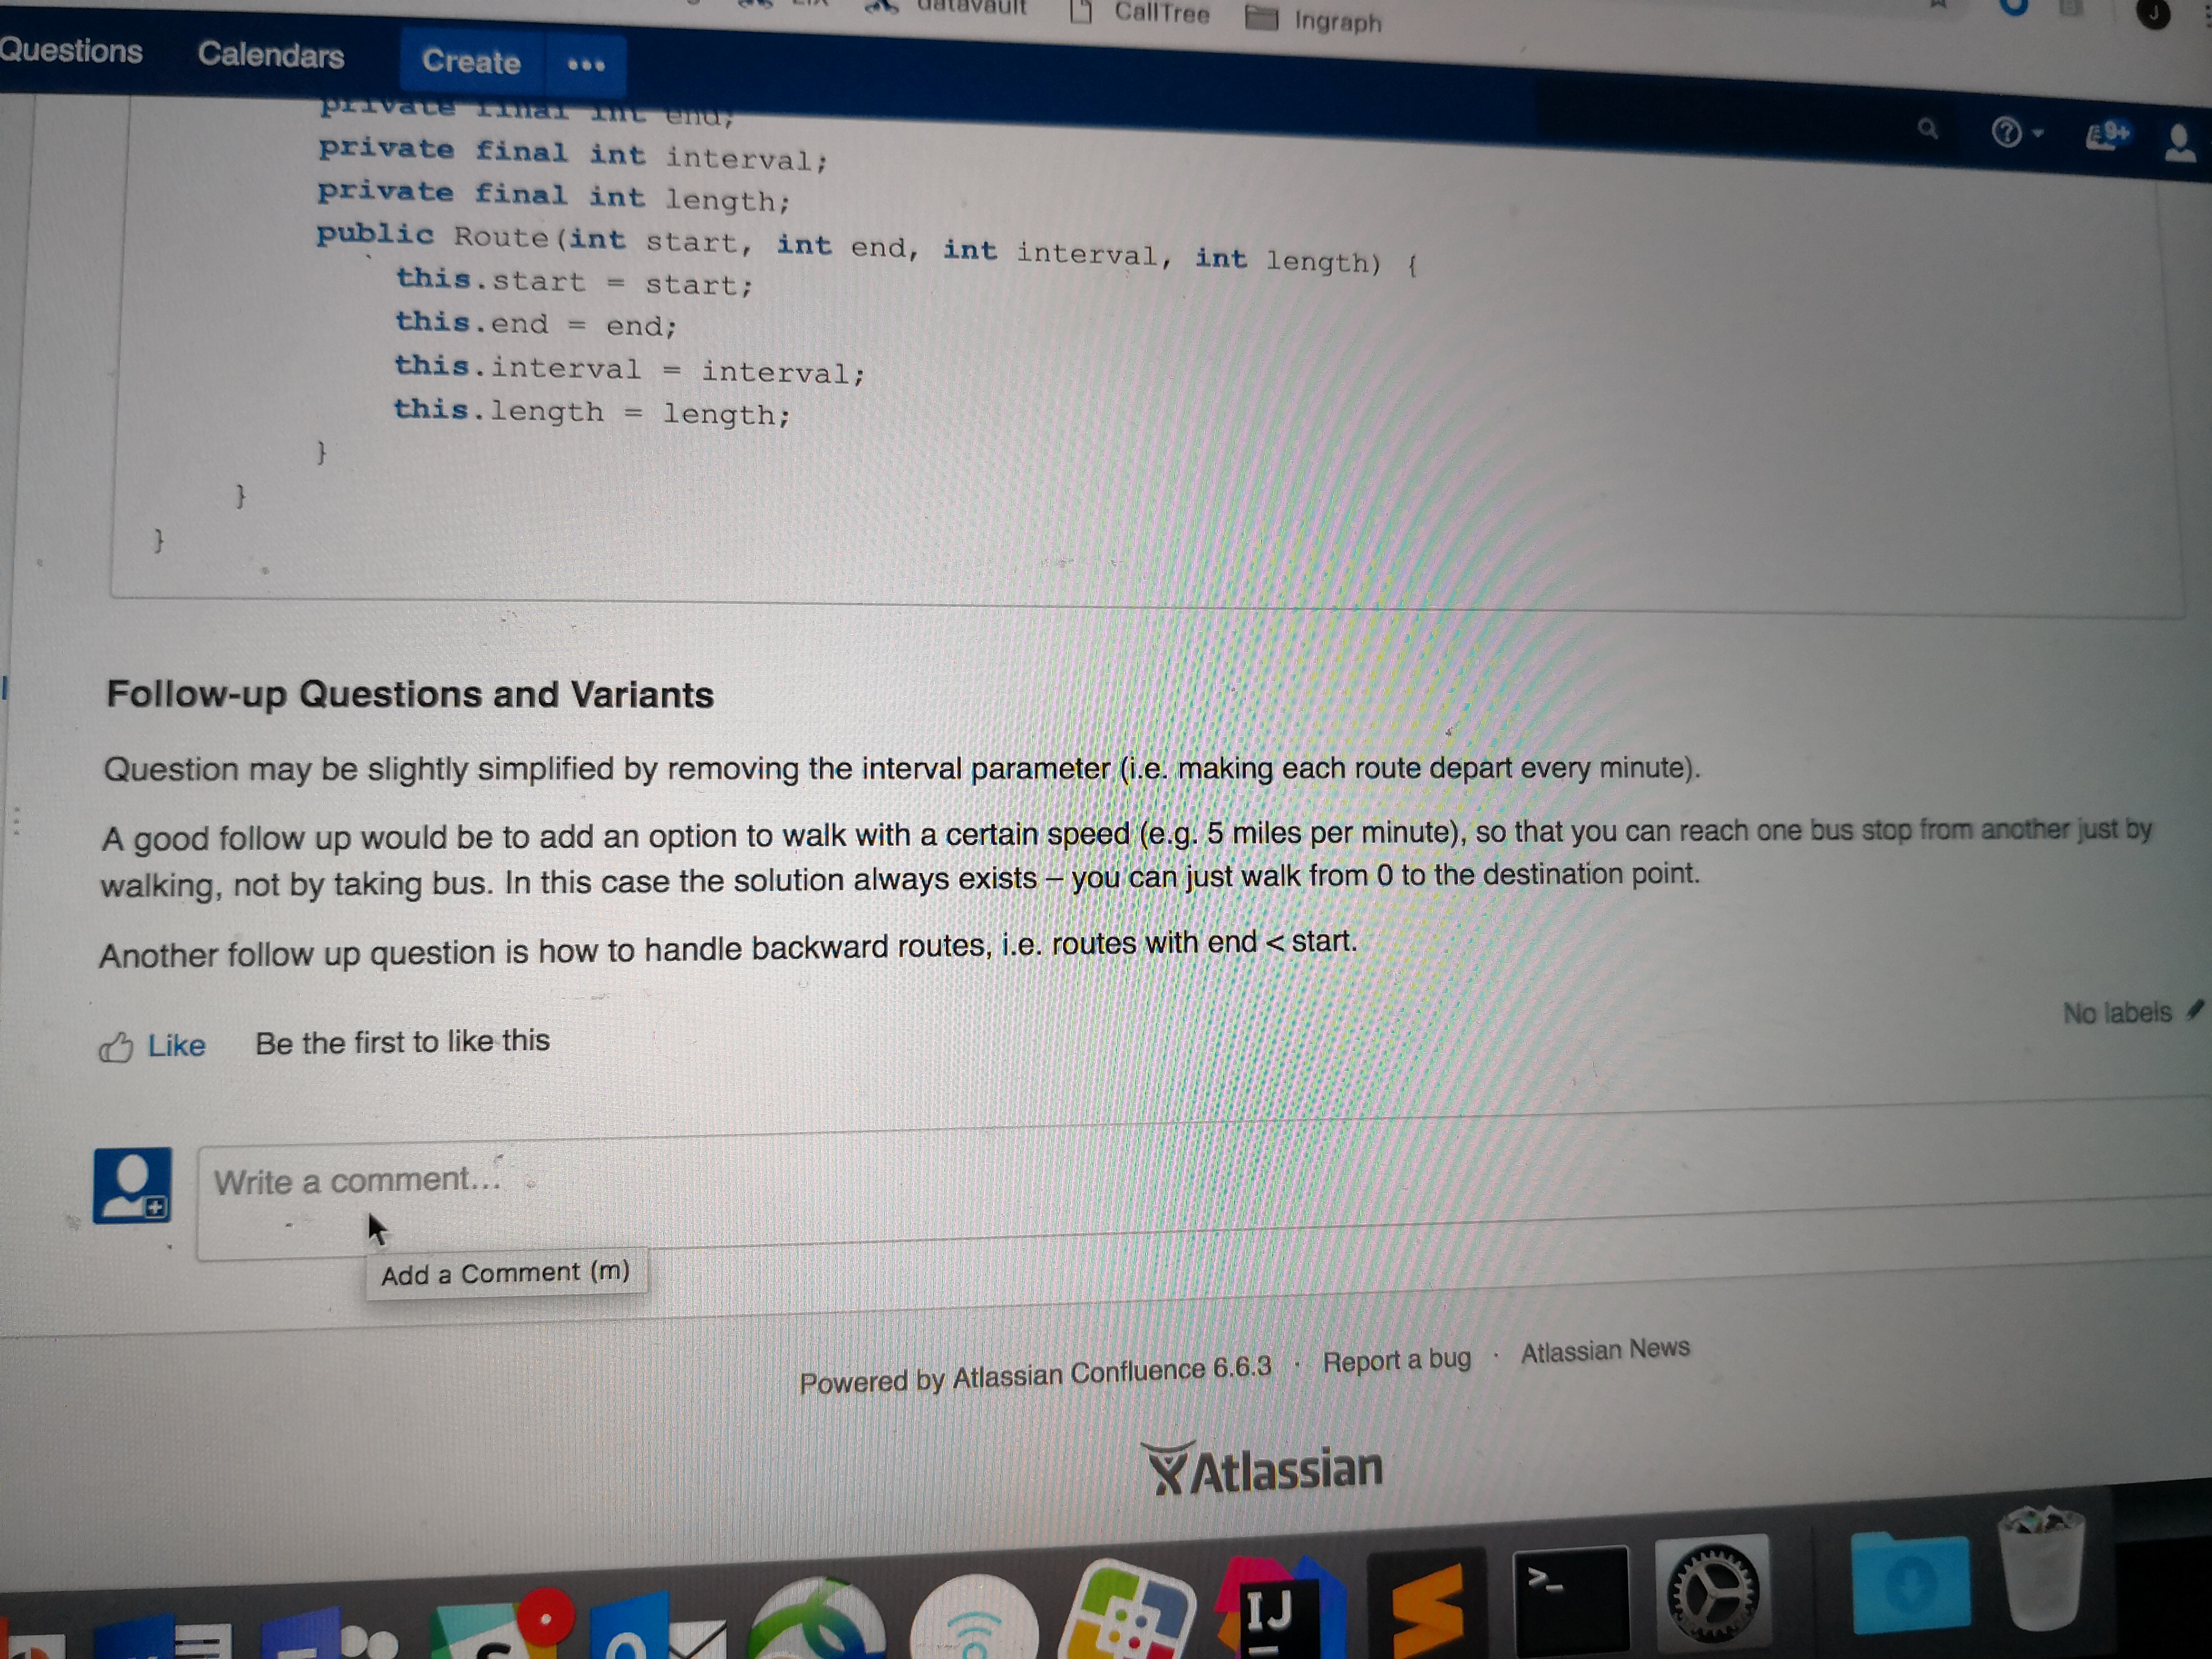 datavault CallTree Ingraph
J
Questions Calendars Create •••
9+
private final int end;
private final int interval;
private final int length;
public Route(int start, int end, int interval, int length) {
this.start = start;
this.end = end;
this.interval = interval;
this.length = length;
}
}
}
Follow-up Questions and Variants
Question may be slightly simplified by removing the interval parameter (i.e. making each route depart every minute).
A good follow up would be to add an option to walk with a certain speed (e.g. 5 miles per minute), so that you can reach one bus stop from another just by
walking, not by taking bus. In this case the solution always exists – you can just walk from 0 to the destination point.
Another follow up question is how to handle backward routes, i.e. routes with end < start.
No labels
Like Be the first to like this
Write a comment...
Add a Comment (m)
Powered by Atlassian Confluence 6.6.3 · Report a bug · Atlassian News
Atlassian
IJ
>_